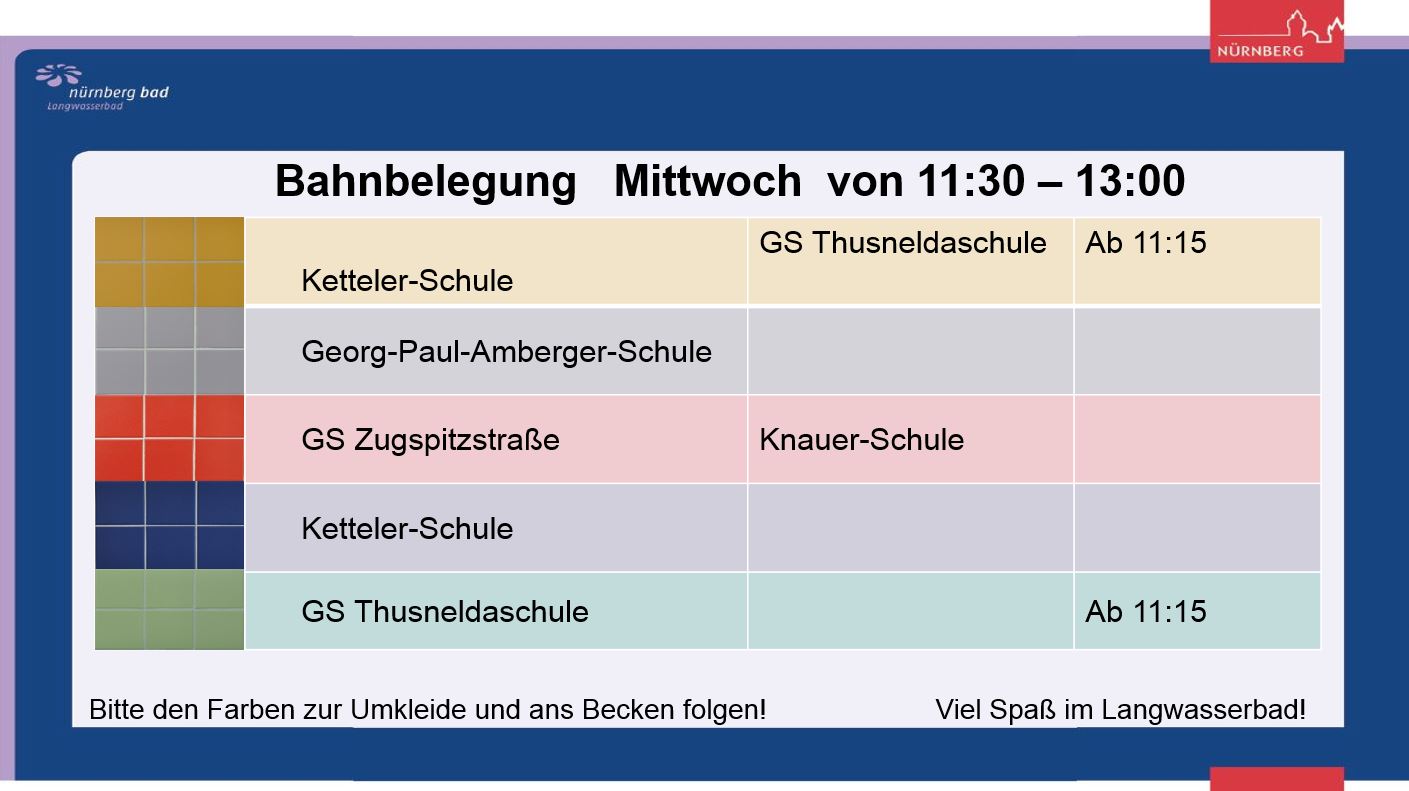 NÜRNBERG
nürnberg bad
Langwasserbad
Bahnbelegung Mittwoch von 11:30 – 13:00
GS Thusneldaschule Ab 11:15
Ketteler-Schule
Georg-Paul-Amberger-Schule
GS Zugspitzstraße Knauer-Schule
Ketteler-Schule
GS Thusneldaschule Ab 11:15
Bitte den Farben zur Umkleide und ans Becken folgen! Viel Spaß im Langwasserbad!